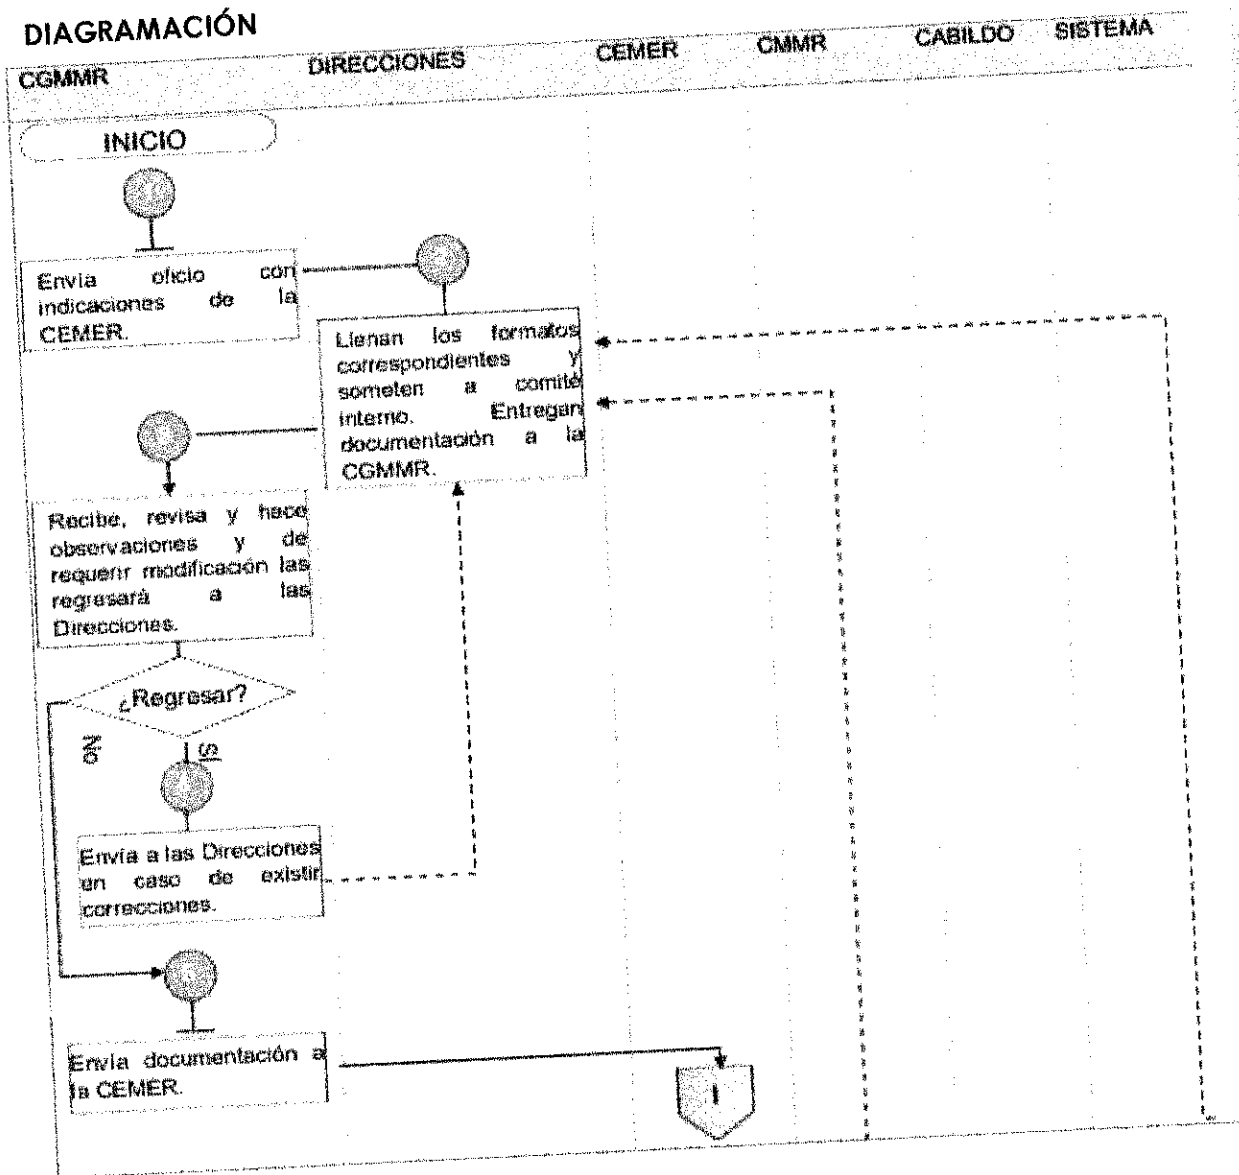 DIAGRAMACIÓN
CGMMR DIRECCIONES CEMER CMMR CABILDO SISTEMA
INICIO
Envía oficio con
indicaciones de la
CEMER.
Llenan los formatos
correspondientes y
someten a comité
interno. Entregan
documentación a la
CGMMR.
Recibe, revisa y hace
observaciones y de
requerir modificación las
regresará a las
Direcciones.
¿Regresar?
No
Sí
Envía a las Direcciones
en caso de existir
correcciones.
Envía documentación a
la CEMER.
I